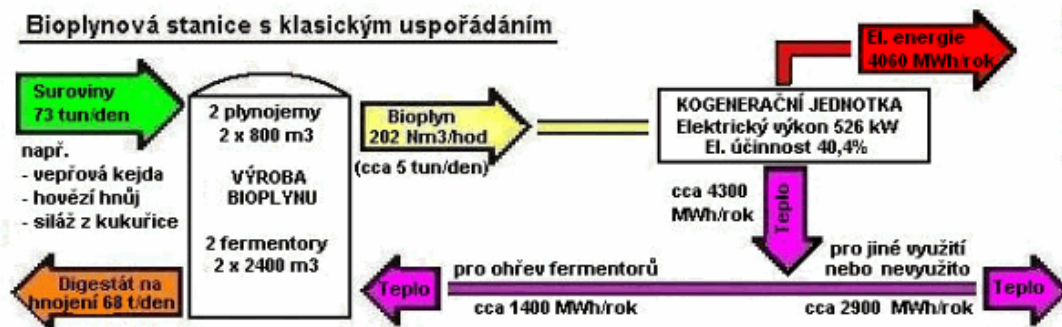 Bioplynová stanice s klasickým uspořádáním
El. energie
4060 MWh/rok
Suroviny
73 tun/den
2 plynojemy
2 x 800 m3
Bioplyn
202 Nm3/hod
(cca 5 tun/den)
KOGENERAČNÍ JEDNOTKA
Elektrický výkon 526 kW
El. účinnost 40,4%
např.
- vepřová kejda
- hovězí hnůj
- siláž z kukuřice
VÝROBA
BIOPLYNU
cca 4300
MWh/rok
Teplo
2 fermentory
2 x 2400 m3
Digestát na
hnojení 68 t/den
Teplo
pro ohřev fermentorů
cca 1400 MWh/rok
pro jiné využití
nebo nevyužito
cca 2900 MWh/rok
Teplo